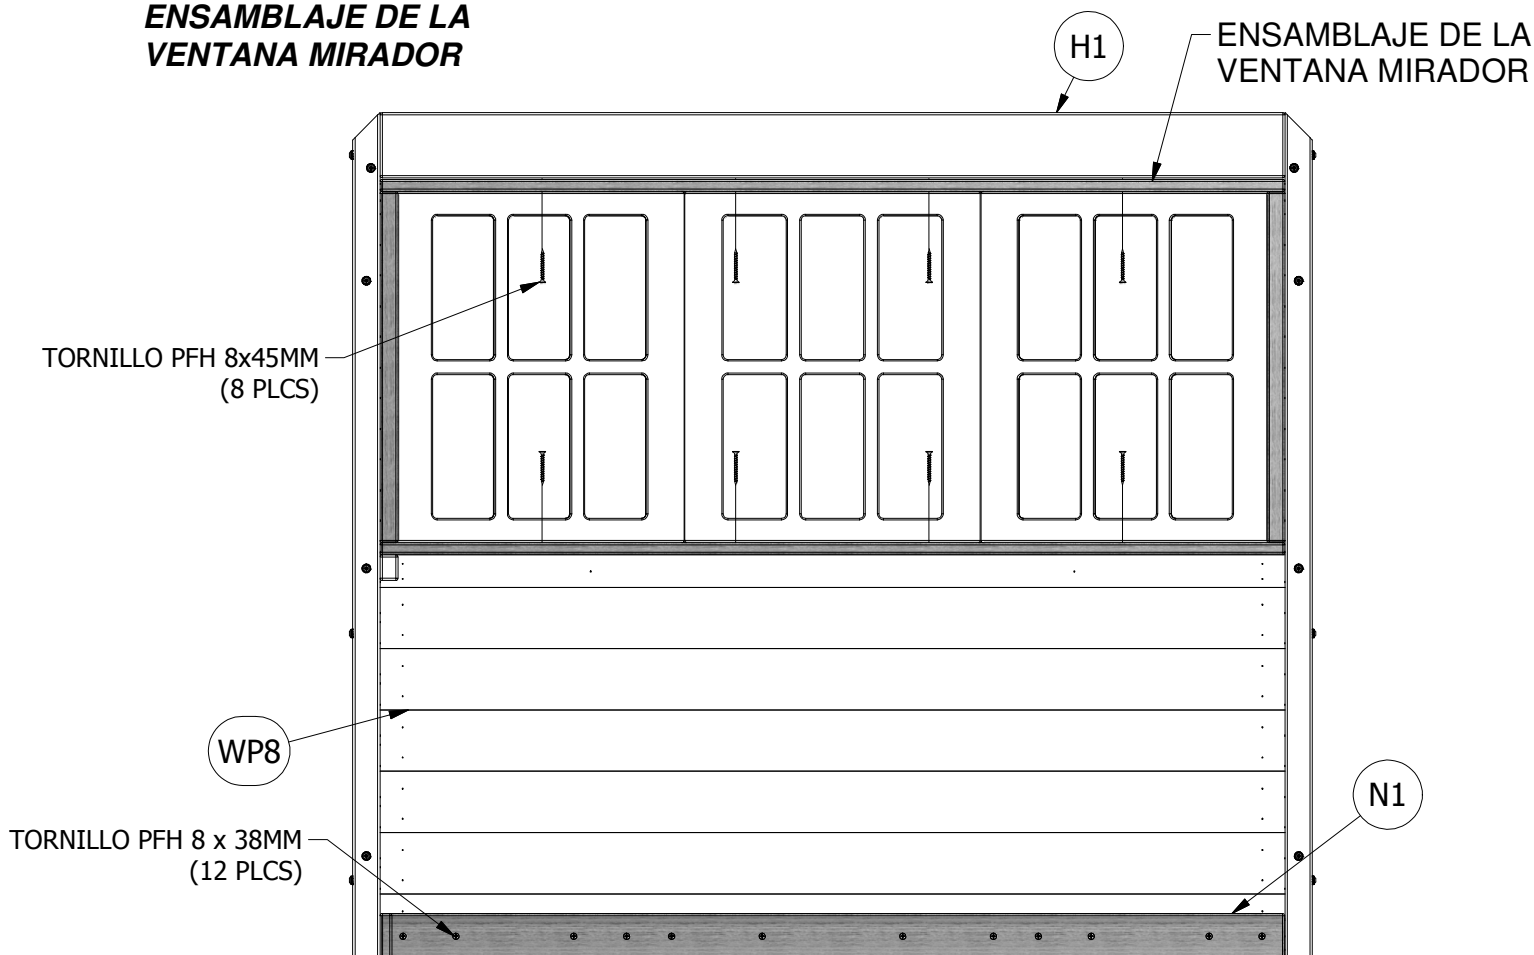 ENSAMBLAJE DE LA
VENTANA MIRADOR
H1
ENSAMBLAJE DE LA
VENTANA MIRADOR
TORNILLO PFH 8x45MM
(8 PLCS)
WP8
N1
TORNILLO PFH 8 x 38MM
(12 PLCS)